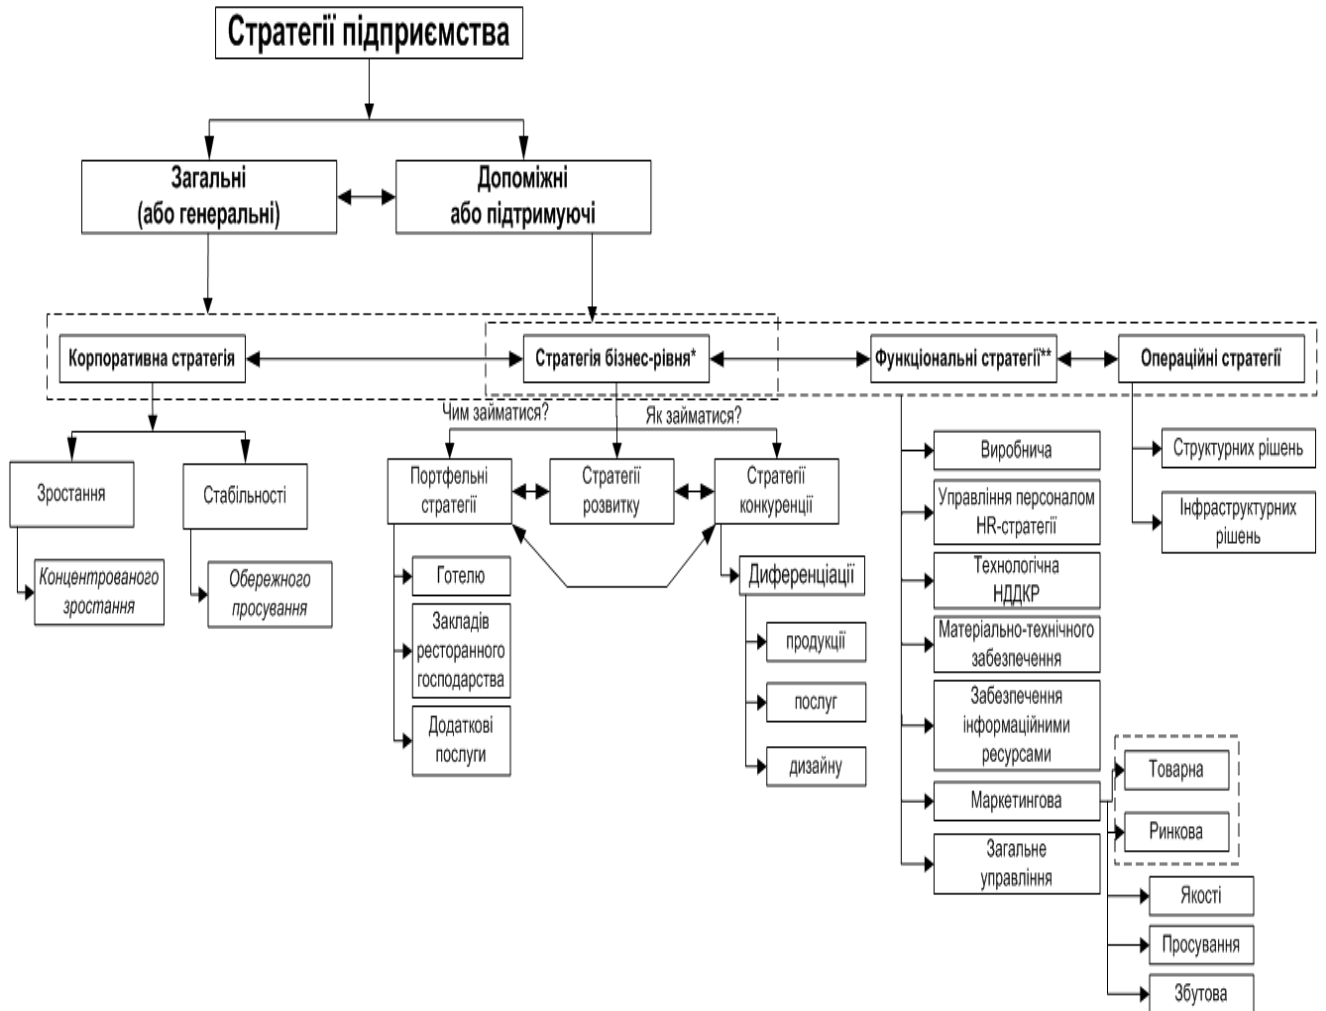 Стратегії підприємства
Загальні
(або генеральні)
Допоміжні
або підтримуючі
Корпоративна стратегія
Стратегія бізнес-рівня*
Функціональні стратегії**
Операційні стратегії
Чим займатися?
Як займатися?
Зростання
Стабільності
Концентрованого
зростання
Обережного
просування
Портфельні
стратегії
Стратегії
розвитку
Стратегії
конкуренції
Готелю
Закладів
ресторанного
господарства
Додаткові
послуги
Диференціації
продукції
послуг
дизайну
Виробнича
Управління персоналом
HR-стратегії
Технологічна
НДДКР
Матеріально-технічного
забезпечення
Забезпечення
інформаційними
ресурсами
Маркетингова
Загальне
управління
Структурних рішень
Інфраструктурних
рішень
Товарна
Ринкова
Якості
Просування
Збутова